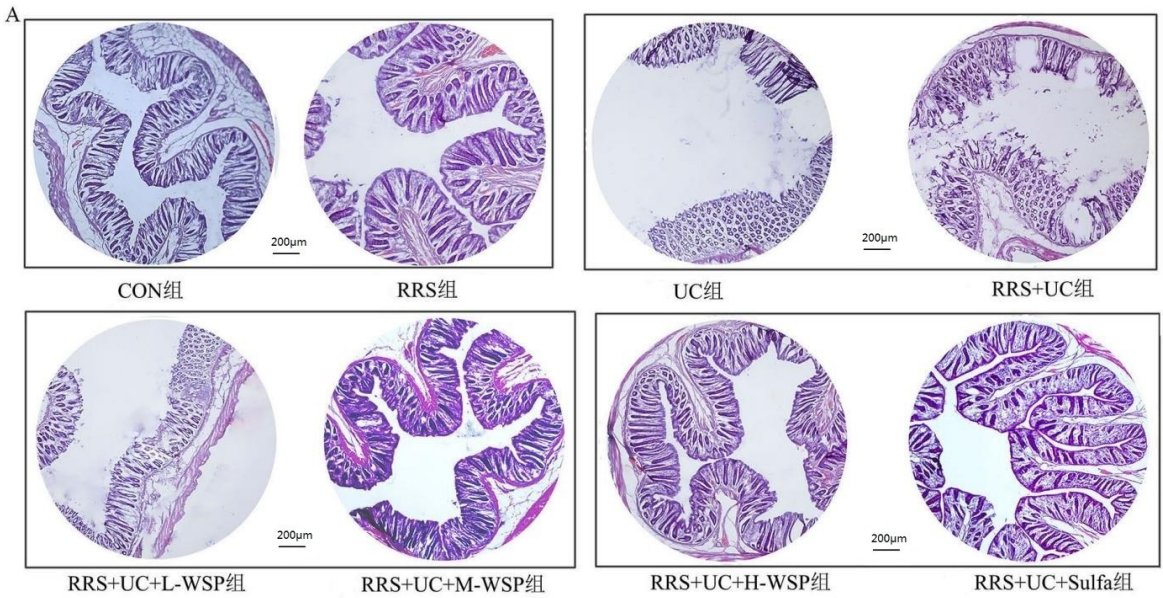 A
200μm
200μm
CON组
RRS组
UC组
RRS+UC组
200μm
200μm
RRS+UC+L-WSP组
RRS+UC+M-WSP组
RRS+UC+H-WSP组
RRS+UC+Sulfa组